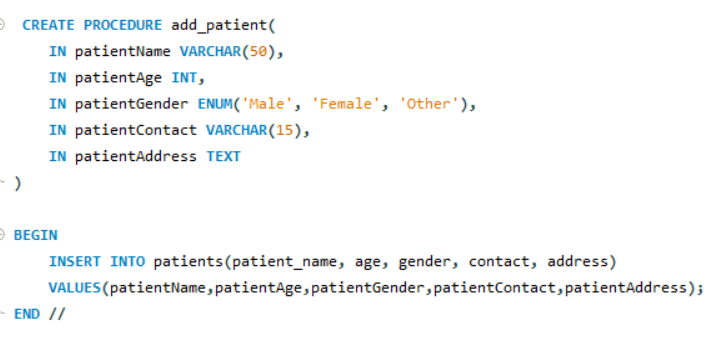 CREATE PROCEDURE add_patient(
IN patientName VARCHAR(50),
IN patientAge INT,
IN patientGender ENUM('Male', 'Female', 'Other'),
IN patientContact VARCHAR(15),
IN patientAddress TEXT
)
BEGIN
INSERT INTO patients(patient_name, age, gender, contact, address)
VALUES(patientName,patientAge,patientGender,patientContact,patientAddress);
END //